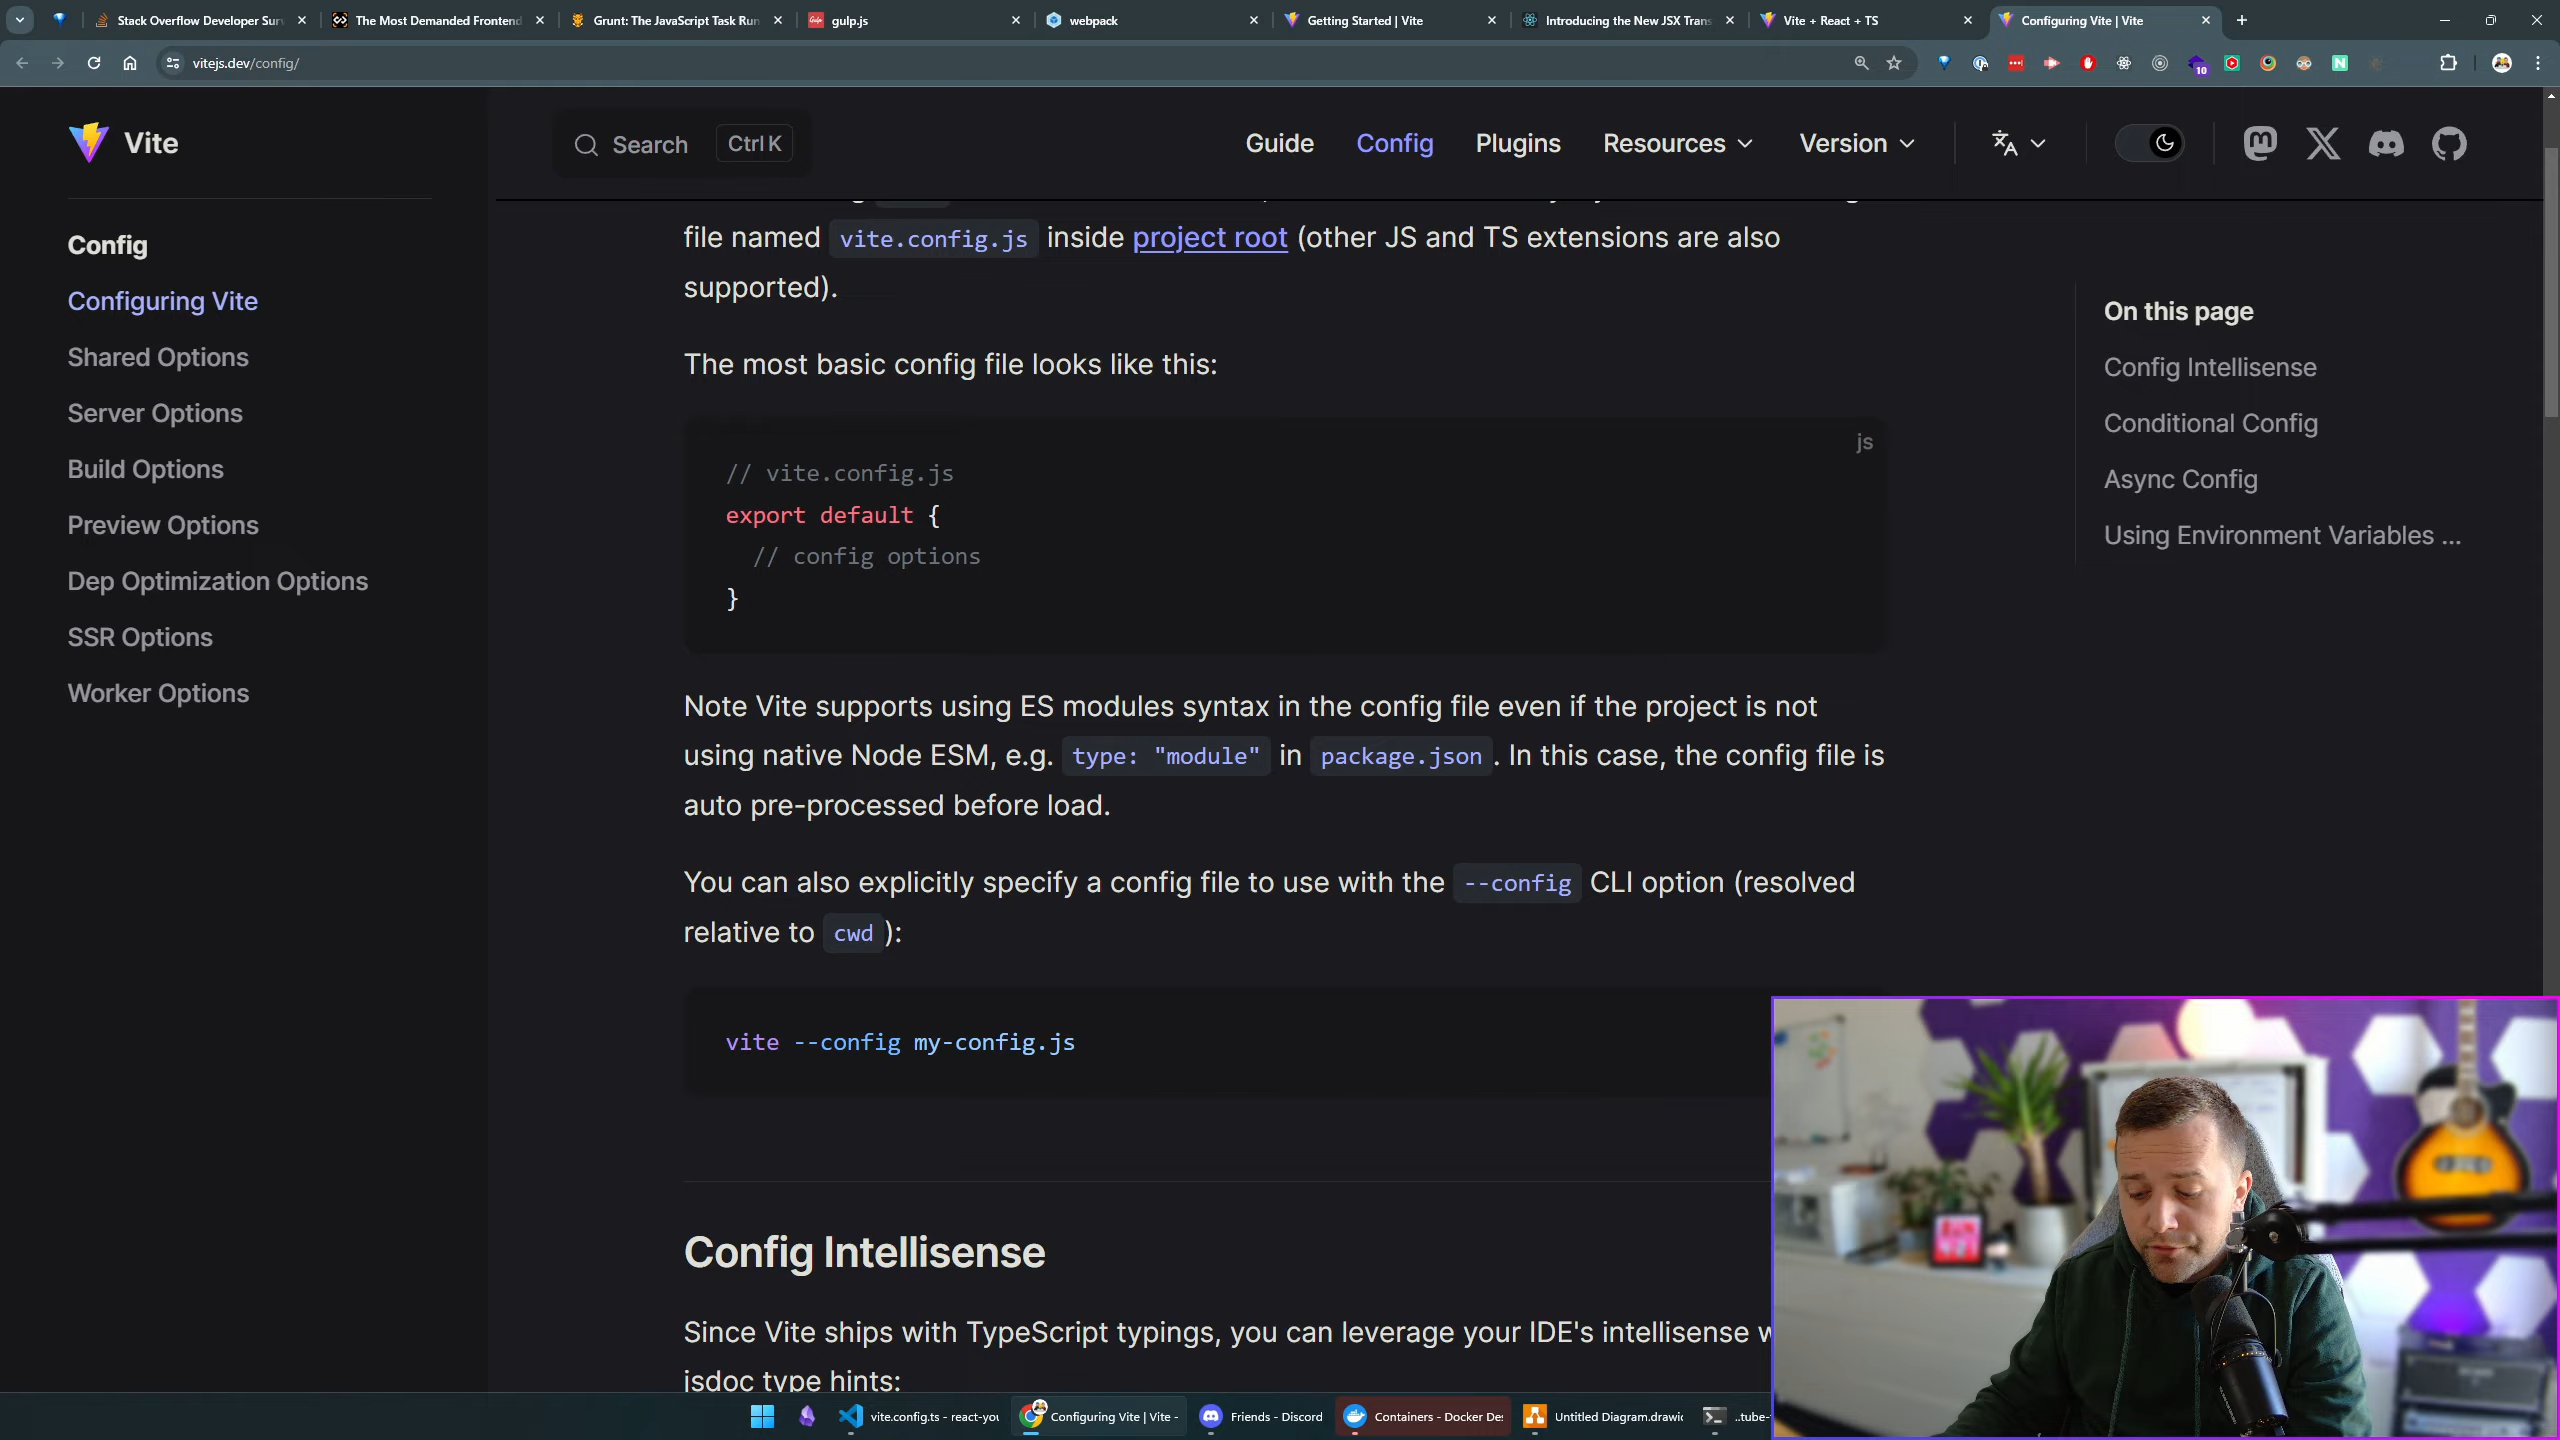 Stack Overflow Developer Surv
The Most Demanded Frontend
Grunt: The JavaScript Task Run
gulp.js
webpack
Getting Started | Vite
Introducing the New JSX Trans
Vite + React + TS
Configuring Vite | Vite
vitejs.dev/config/
10
Vite
Search
Ctrl K
Guide
Config
Plugins
Resources
Version
Config
Configuring Vite
Shared Options
Server Options
Build Options
Preview Options
Dep Optimization Options
SSR Options
Worker Options
file named vite.config.js inside project root (other JS and TS extensions are also
supported).
The most basic config file looks like this:
js
// vite.config.js
export default {
// config options
}
Note Vite supports using ES modules syntax in the config file even if the project is not
using native Node ESM, e.g. type: "module" in package.json. In this case, the config file is
auto pre-processed before load.
You can also explicitly specify a config file to use with the --config CLI option (resolved
relative to cwd):
vite --config my-config.js
Config Intellisense
Since Vite ships with TypeScript typings, you can leverage your IDE's intellisense w
jsdoc type hints:
On this page
Config Intellisense
Conditional Config
Async Config
Using Environment Variables ...
vite.config.ts - react-you
Configuring Vite | Vite -
Friends - Discord
Containers - Docker Des
Untitled Diagram.drawio
..tube-